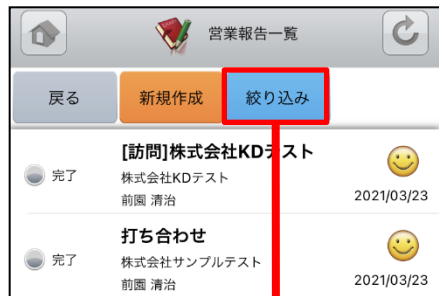 営業報告一覧
戻る 新規作成 絞り込み
[訪問]株式会社KDテスト
完了 株式会社KDテスト
前園 清治 2021/03/23
打ち合わせ
完了 株式会社サンプルテスト
前園 清治 2021/03/23